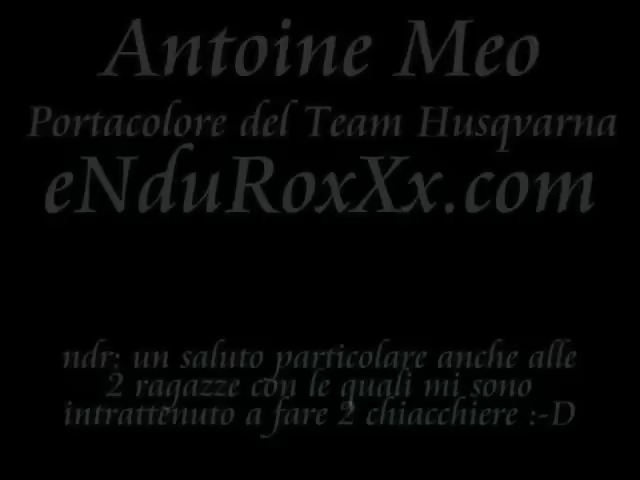 Antoine Meo
Portacolore del Team Husqvarna
eNduRoxXx.com
ndr: un saluto particolare anche alle
2 ragazze con le quali mi sono
intrattenuto a fare 2 chiacchiere :-D